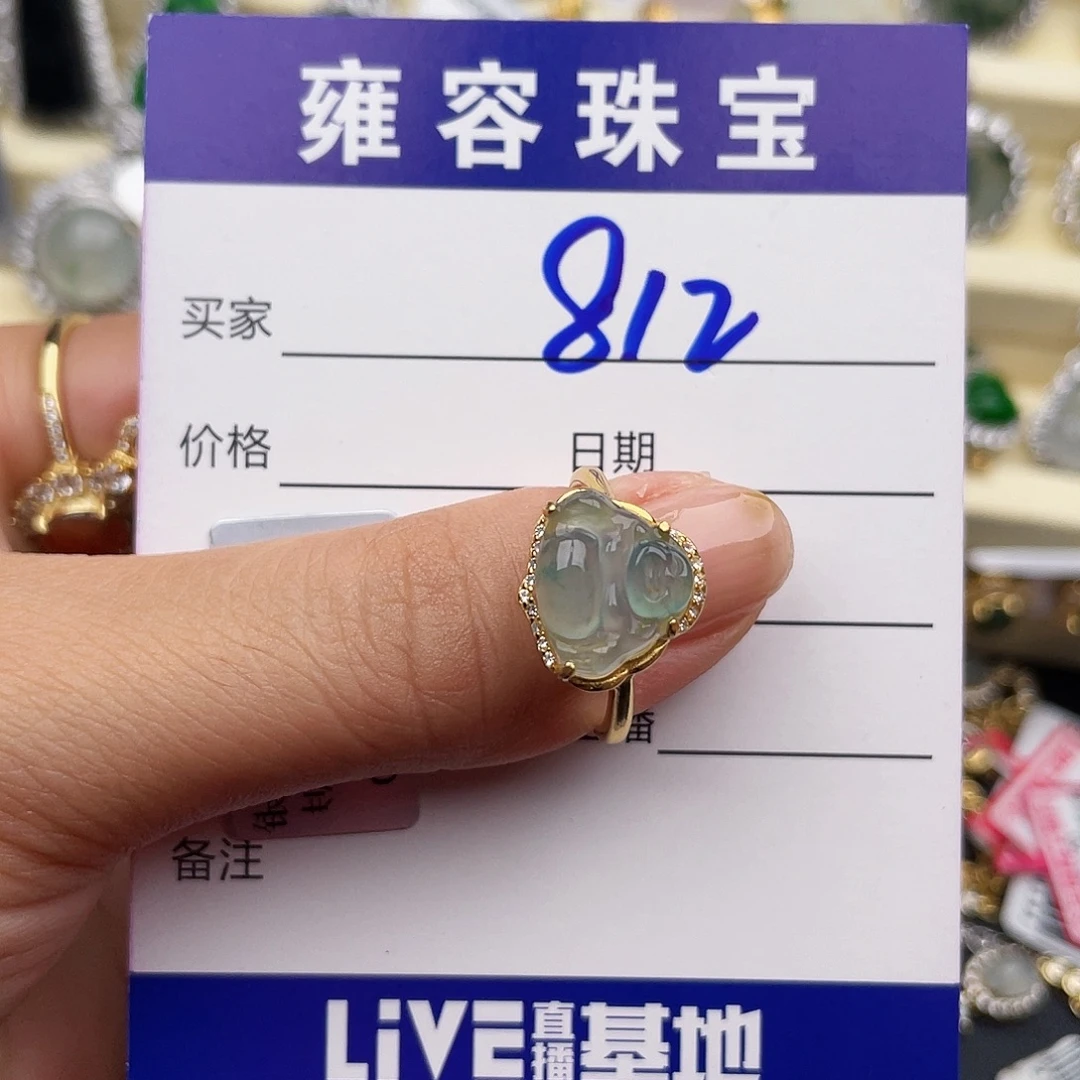 雍容珠宝
买家 812
价格 日期
播
备注
LiVE直播基地